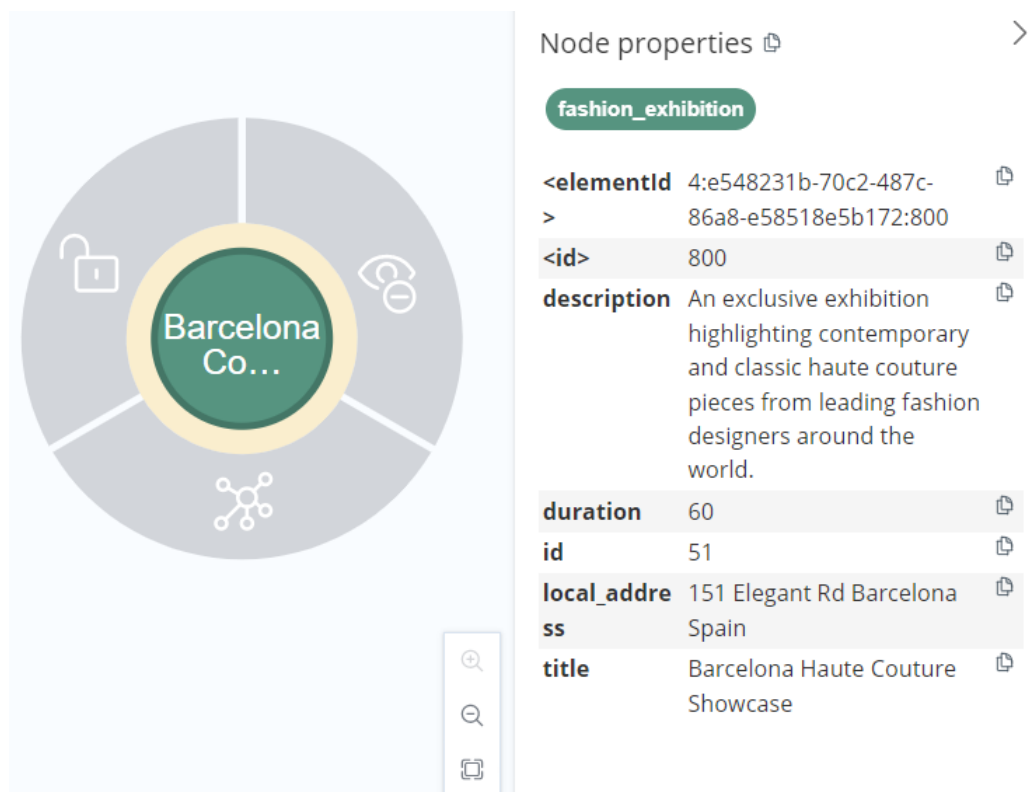 Barcelona
Co...
Node properties
fashion_exhibition
<elementId 4:e548231b-70c2-487c-
> 86a8-e58518e5b172:800
<id> 800
description An exclusive exhibition
highlighting contemporary
and classic haute couture
pieces from leading fashion
designers around the
world.
duration 60
id 51
local_addre 151 Elegant Rd Barcelona
ss Spain
title Barcelona Haute Couture
Showcase